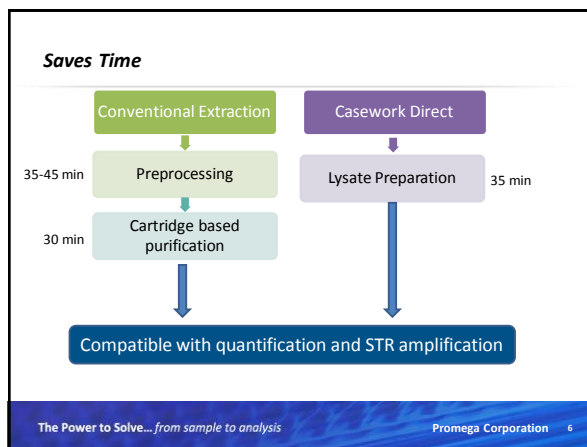 Saves Time
Conventional Extraction
Casework Direct
35-45 min
Preprocessing
Lysate Preparation
35 min
30 min
Cartridge based
purification
Compatible with quantification and STR amplification
The Power to Solve... from sample to analysis
Promega Corporation 6